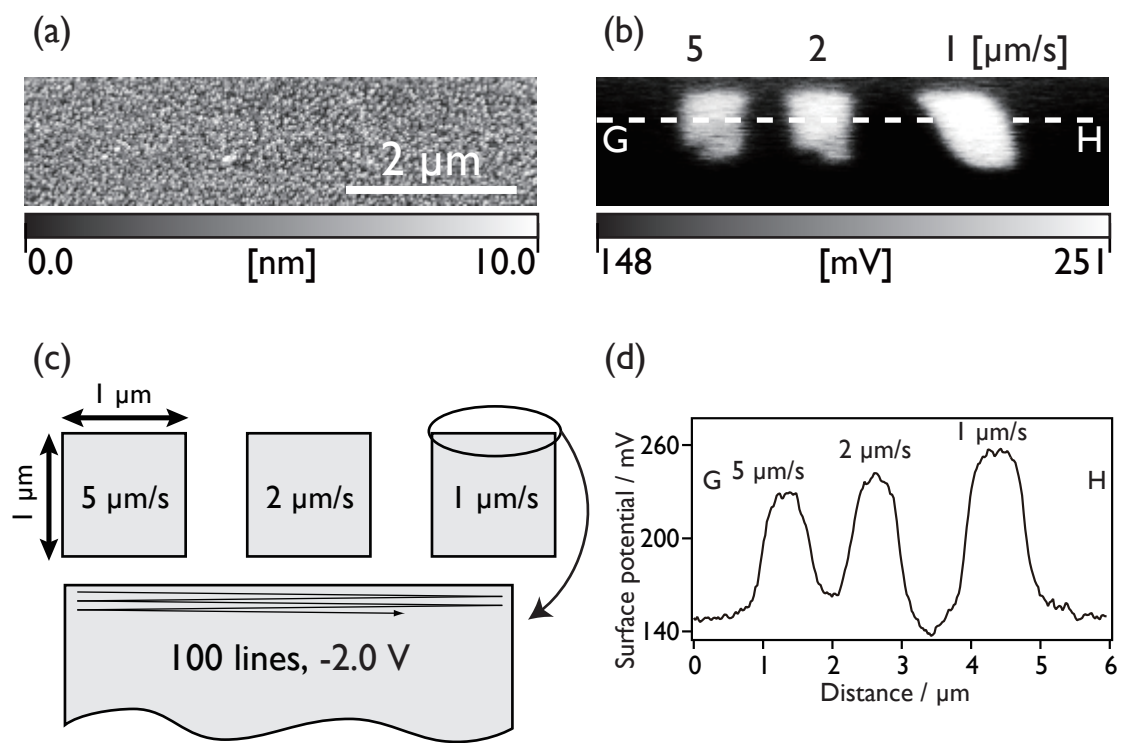 (a)
2 µm
0.0 [nm] 10.0
(b)
5 2 1 [µm/s]
G H
148 [mV] 251
(c)
1 µm
1 µm
5 µm/s 2 µm/s 1 µm/s
100 lines, -2.0 V
(d)
Surface potential / mV
260
200
140
G 5 µm/s 2 µm/s 1 µm/s H
0 1 2 3 4 5 6
Distance / µm